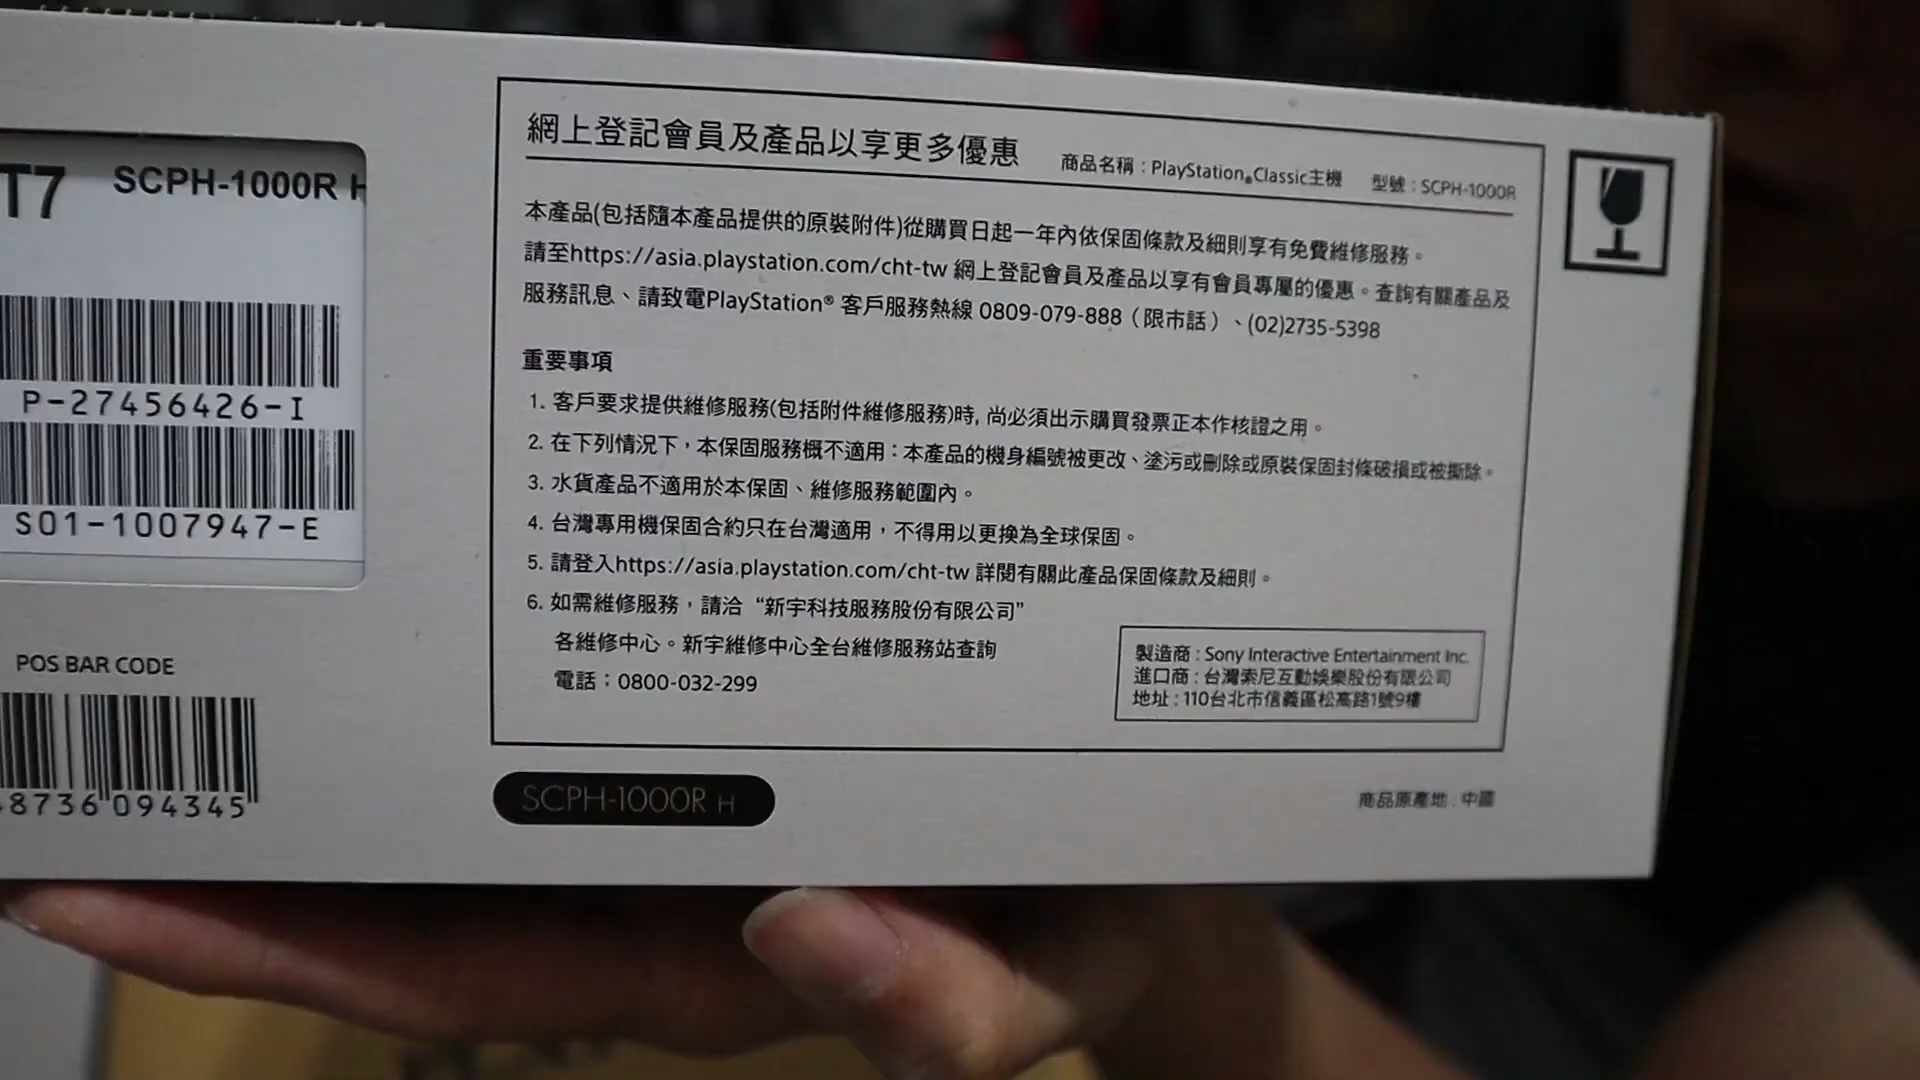 T7 SCPH-1000R H
P-27456426-I
S01-1007947-E
POS BAR CODE
48736 094345
網上登記會員及產品以享更多優惠 商品名稱：PlayStation®Classic主機 型號：SCPH-1000R
本產品(包括隨本產品提供的原裝附件)從購買日起一年內依保固條款及細則享有免費維修服務。
請至https://asia.playstation.com/cht-tw 網上登記會員及產品以享有會員專屬的優惠。查詢有關產品及
服務訊息、請致電PlayStation® 客戶服務熱線 0809-079-888（限市話）、(02)2735-5398
重要事項
1. 客戶要求提供維修服務(包括附件維修服務)時, 尚必須出示購買發票正本作核證之用。
2. 在下列情況下，本保固服務概不適用：本產品的機身編號被更改、塗污或刪除或原裝保固封條破損或被撕除。
3. 水貨產品不適用於本保固、維修服務範圍內。
4. 台灣專用機保固合約只在台灣適用，不得用以更換為全球保固。
5. 請登入https://asia.playstation.com/cht-tw 詳閱有關此產品保固條款及細則。
6. 如需維修服務，請洽“新宇科技服務股份有限公司”
各維修中心。新宇維修中心全台維修服務站查詢
電話：0800-032-299
製造商 : Sony Interactive Entertainment Inc.
進口商 : 台灣索尼互動娛樂股份有限公司
地址 : 110台北市信義區松高路1號9樓
SCPH-1000R H
商品原產地 : 中國